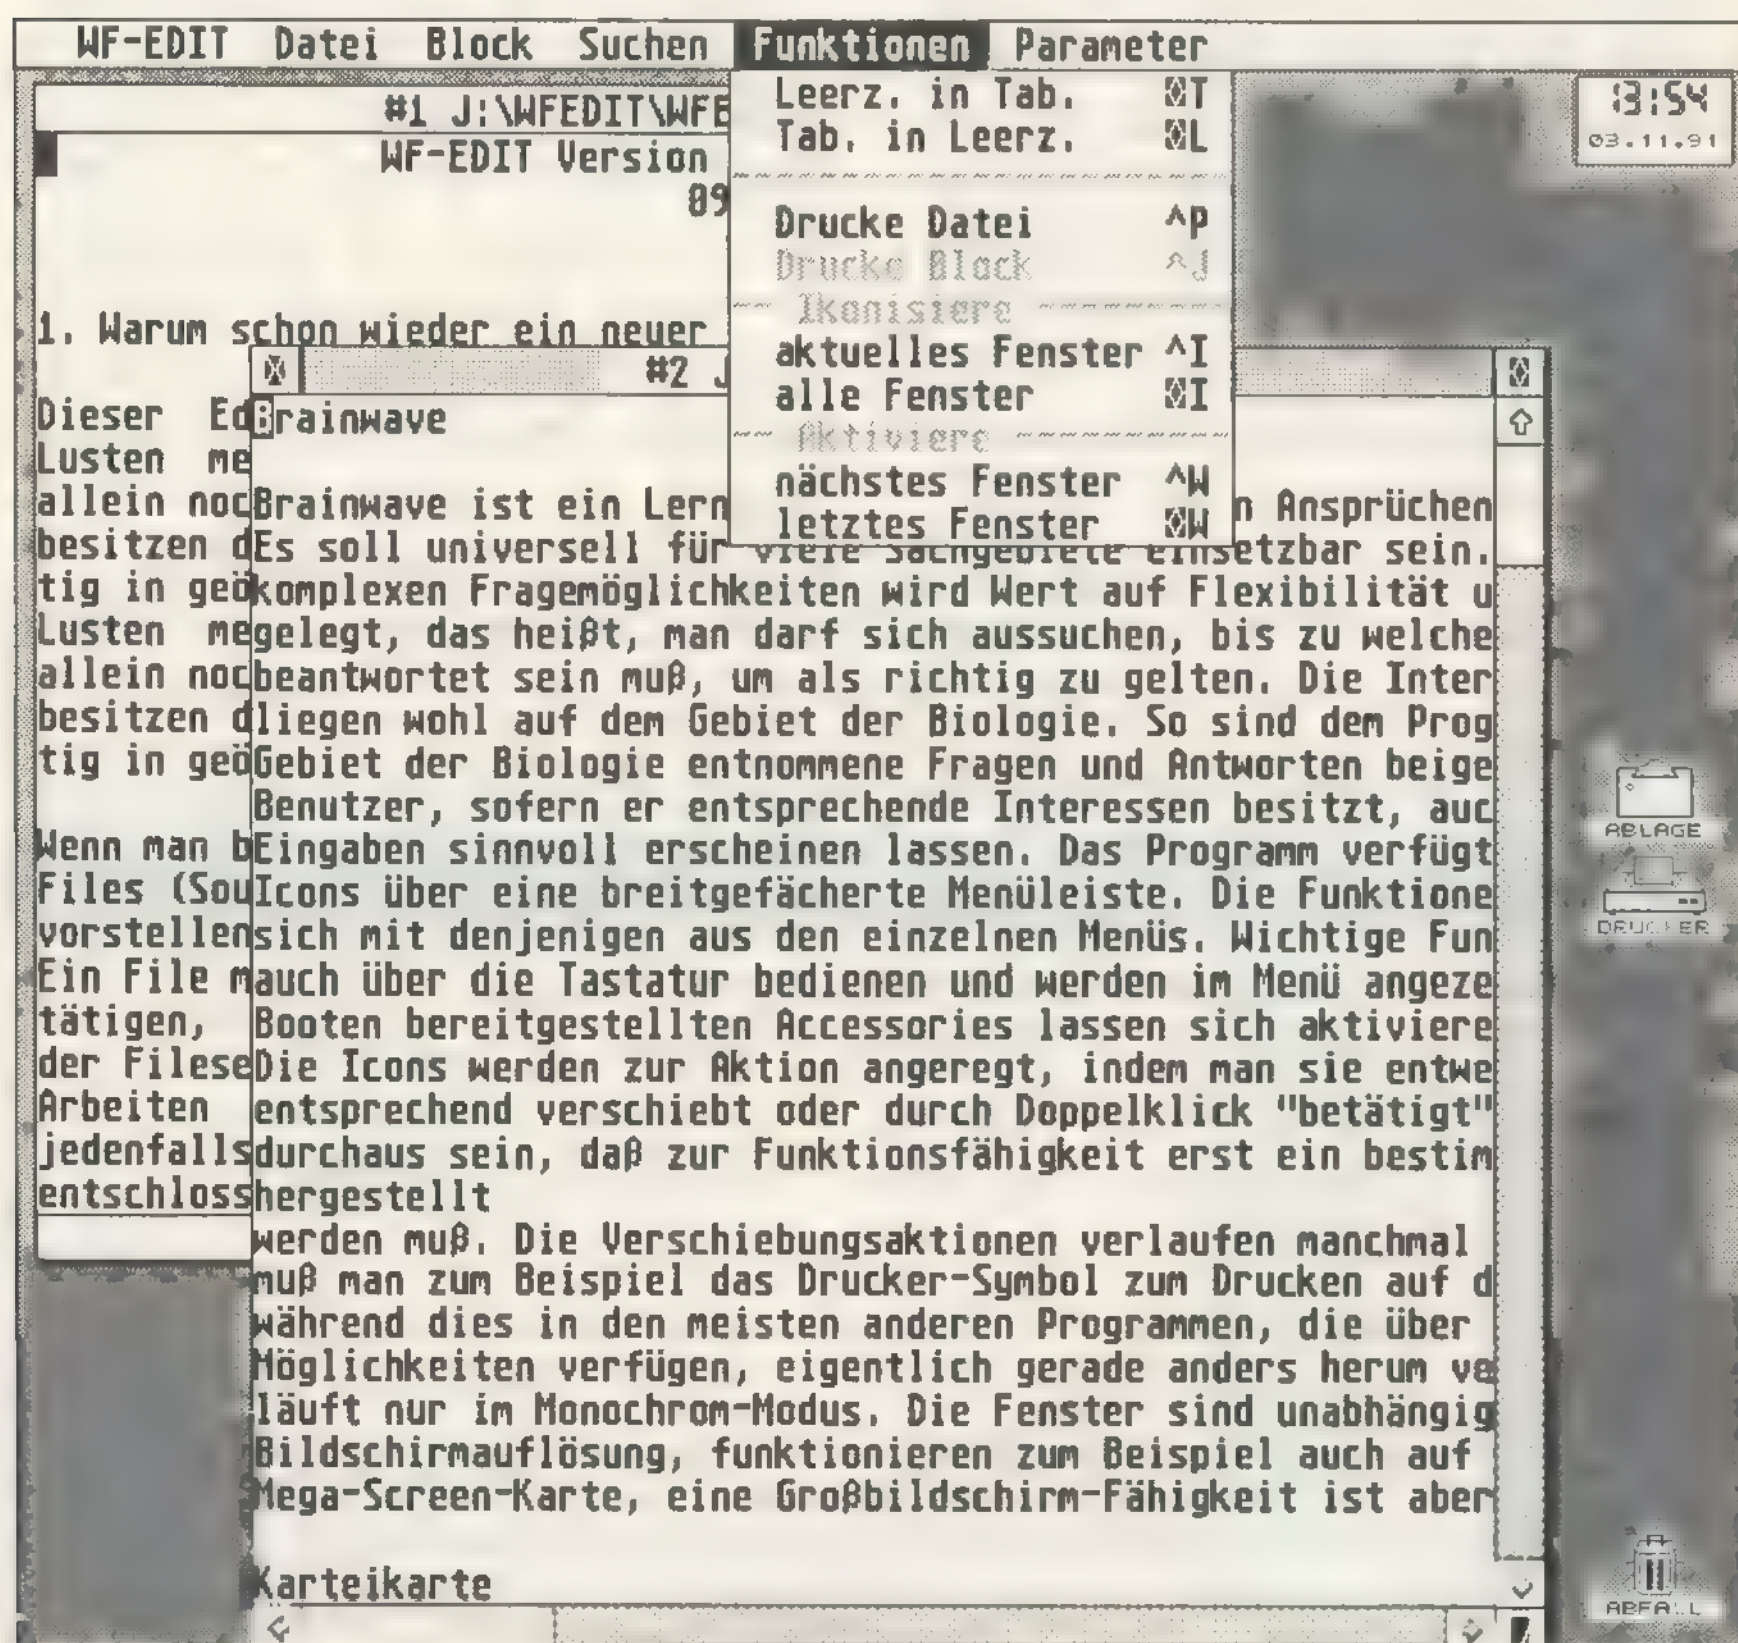 WF-EDIT Datei Block Suchen Funktionen Parameter
Leerz. in Tab. T
Tab. in Leerz. L
Drucke Datei ^P
Drucke Block ^J
Ikonisiere
aktuelles Fenster ^I
alle Fenster I
Aktiviere
nächstes Fenster ^W
letztes Fenster W
13:54
03.11.91
#1 J:\WFEDIT\WFE
WF-EDIT Version
09
1. Warum schon wieder ein neuer
Dieser Ed
Lusten me
allein noc
besitzen d
tig in geö
Lusten me
allein noc
besitzen d
tig in geö
Wenn man b
Files (Sou
vorstellen
Ein File m
tätigen,
der Filese
Arbeiten
jedenfalls
entschloss
#2 J
Brainwave
Brainwave ist ein Lern n Ansprüchen
Es soll universell für viele Sachgebiete einsetzbar sein.
komplexen Fragemöglichkeiten wird Wert auf Flexibilität u
gelegt, das heißt, man darf sich aussuchen, bis zu welche
beantwortet sein muß, um als richtig zu gelten. Die Inter
liegen wohl auf dem Gebiet der Biologie. So sind dem Prog
Gebiet der Biologie entnommene Fragen und Antworten beige
Benutzer, sofern er entsprechende Interessen besitzt, auc
Eingaben sinnvoll erscheinen lassen. Das Programm verfügt
Icons über eine breitgefächerte Menüleiste. Die Funktione
sich mit denjenigen aus den einzelnen Menüs. Wichtige Fun
auch über die Tastatur bedienen und werden im Menü angeze
Booten bereitgestellten Accessories lassen sich aktiviere
Die Icons werden zur Aktion angeregt, indem man sie entwe
entsprechend verschiebt oder durch Doppelklick "betätigt"
durchaus sein, daß zur Funktionsfähigkeit erst ein bestim
hergestellt
werden muß. Die Verschiebungsaktionen verlaufen manchmal
muß man zum Beispiel das Drucker-Symbol zum Drucken auf d
während dies in den meisten anderen Programmen, die über
Möglichkeiten verfügen, eigentlich gerade anders herum ve
läuft nur im Monochrom-Modus. Die Fenster sind unabhängig
Bildschirmauflösung, funktionieren zum Beispiel auch auf
Mega-Screen-Karte, eine Großbildschirm-Fähigkeit ist aber
Karteikarte
ABLAGE
DRUCKER
ABFALL